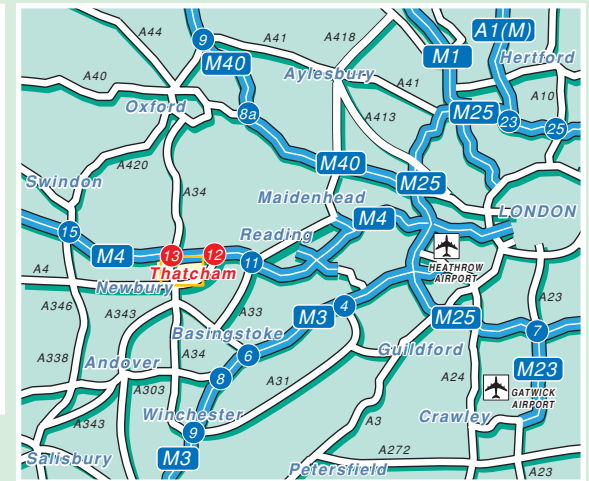 A44
9
A41
A418
M1
A1(M)
Hertford
M40
Aylesbury
A41
A40
Oxford
8a
A413
M25
23
A10
25
A420
M40
M25
Swindon
A34
Maidenhead
M4
LONDON
15
Reading
M4
13
12
11
HEATHROW
AIRPORT
A4
Thatcham
Newbury
A346
A343
A33
M3
4
M25
A23
7
Basingstoke
Guildford
A338
A34
6
Andover
8
A31
A24
M23
A303
GATWICK
AIRPORT
A343
Winchester
9
A3
Crawley
Salisbury
M3
A272
Petersfield
A23